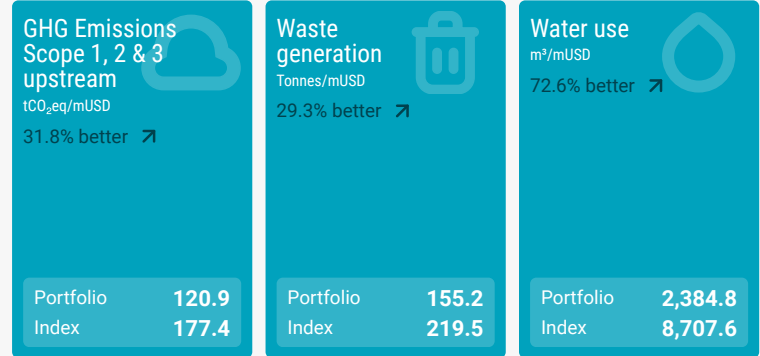 GHG Emissions
Scope 1, 2 & 3
upstream
tCO₂eq/mUSD
31.8% better
Portfolio 120.9
Index 177.4
Waste
generation
Tonnes/mUSD
29.3% better
Portfolio 155.2
Index 219.5
Water use
m³/mUSD
72.6% better
Portfolio 2,384.8
Index 8,707.6